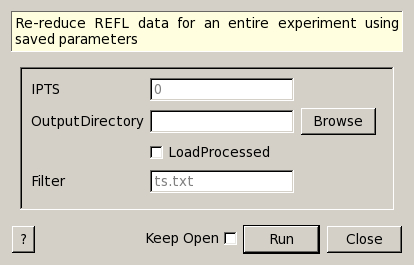 Re-reduce REFL data for an entire experiment using
saved parameters
IPTS 0
OutputDirectory Browse
LoadProcessed
Filter ts.txt
? Keep Open Run Close